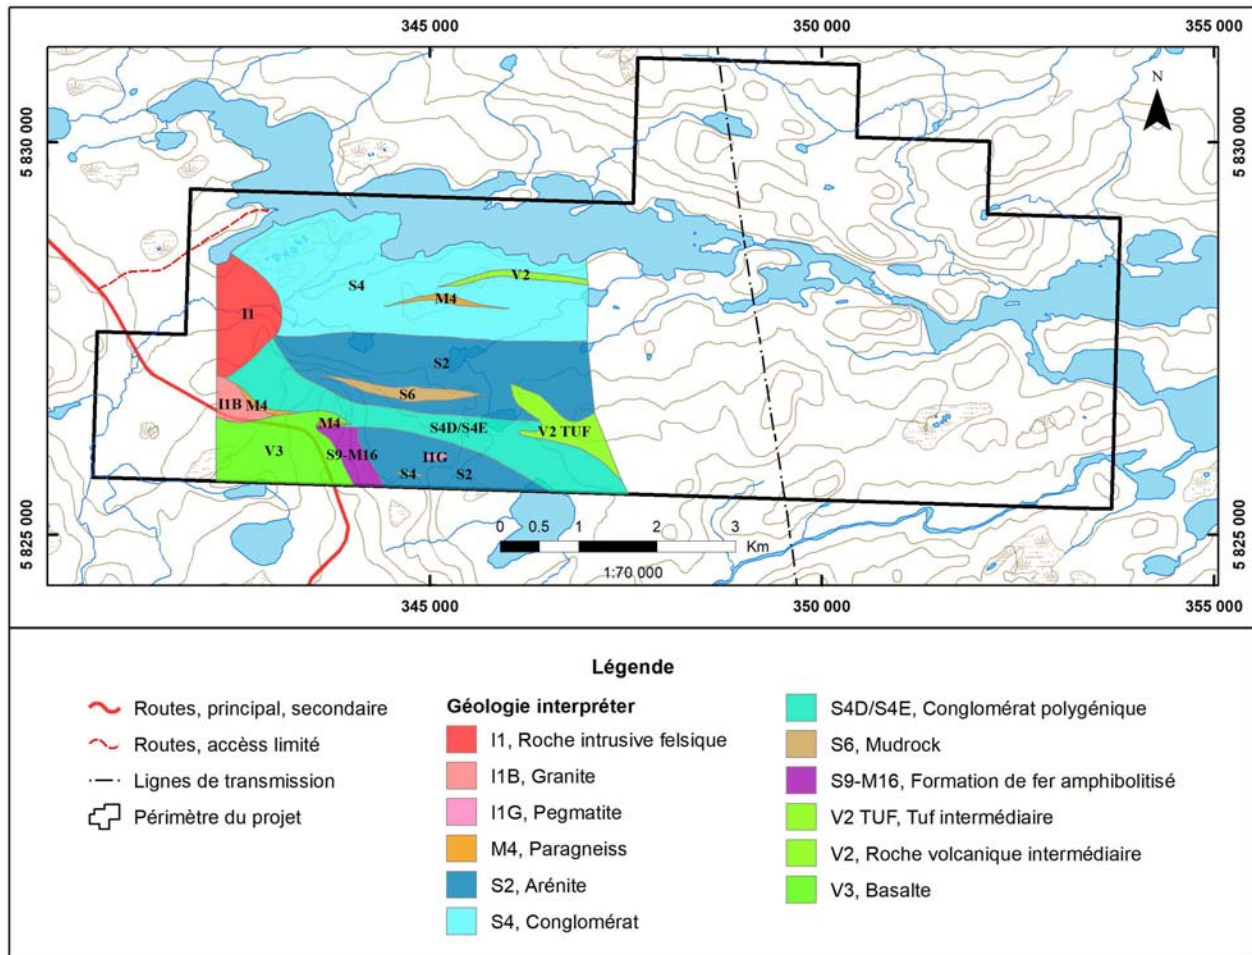 345 000 350 000 355 000
5 830 000
5 830 000
N
S4
V2
M4
I1
S2
S6
I1B M4
M4
S4D/S4E
V2 TUF
V3
S9-M16
I1G
S4
S2
5 825 000
5 825 000
0 0.5 1 2 3
Km
1:70 000
345 000 350 000 355 000
Légende
Routes, principal, secondaire
Routes, accèss limité
Lignes de transmission
Périmètre du projet
Géologie interpréter
I1, Roche intrusive felsique
I1B, Granite
I1G, Pegmatite
M4, Paragneiss
S2, Arénite
S4, Conglomérat
S4D/S4E, Conglomérat polygénique
S6, Mudrock
S9-M16, Formation de fer amphibolitisé
V2 TUF, Tuf intermédiaire
V2, Roche volcanique intermédiaire
V3, Basalte